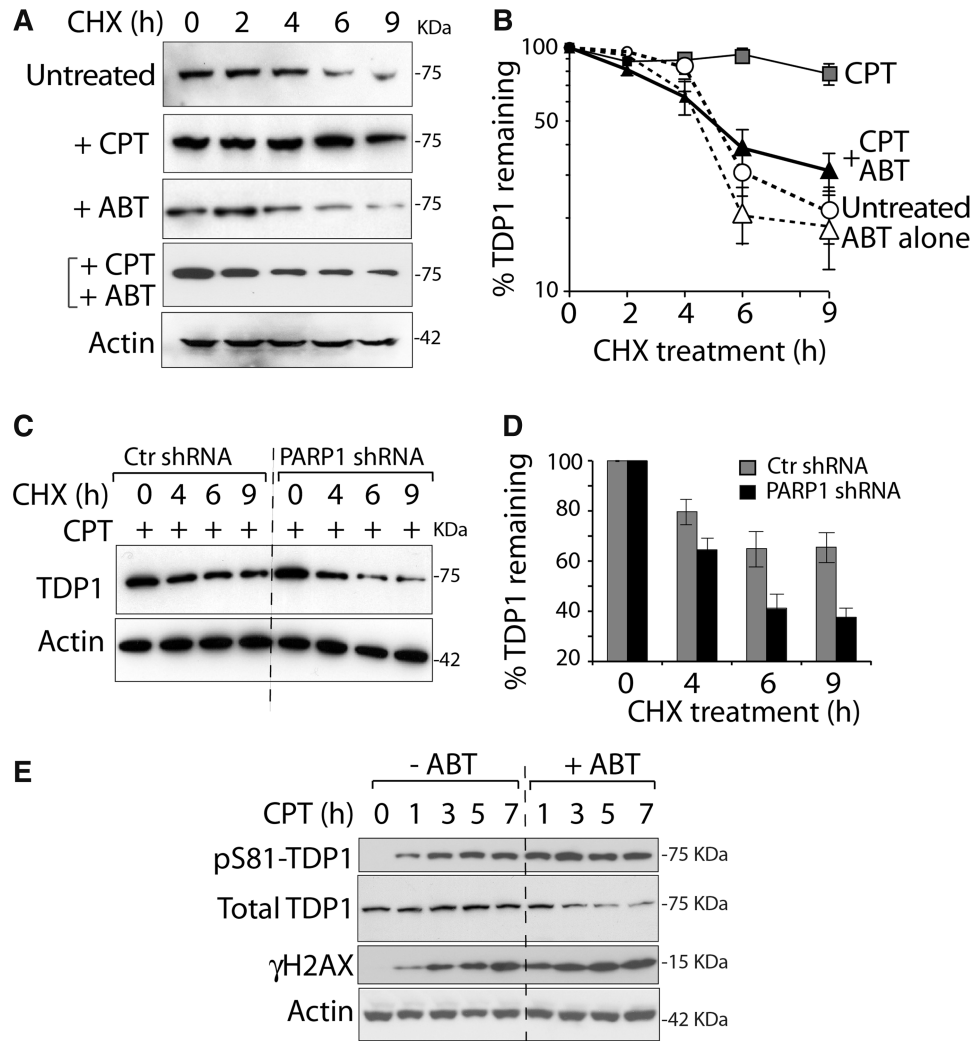 A
CHX (h) 0 2 4 6 9 KDa
Untreated -75
+ CPT -75
+ ABT -75
+ CPT
+ ABT -75
Actin -42
B
% TDP1 remaining
100
50
10
0 2 4 6 9
CHX treatment (h)
CPT
CPT
+
ABT
Untreated
ABT alone
C
Ctr shRNA PARP1 shRNA
CHX (h) 0 4 6 9 0 4 6 9
CPT + + + + + + + + KDa
TDP1 -75
Actin -42
D
% TDP1 remaining
100
80
60
40
20
0 4 6 9
CHX treatment (h)
Ctr shRNA
PARP1 shRNA
E
- ABT + ABT
CPT (h) 0 1 3 5 7 1 3 5 7
pS81-TDP1 -75 KDa
Total TDP1 -75 KDa
γH2AX -15 KDa
Actin -42 KDa